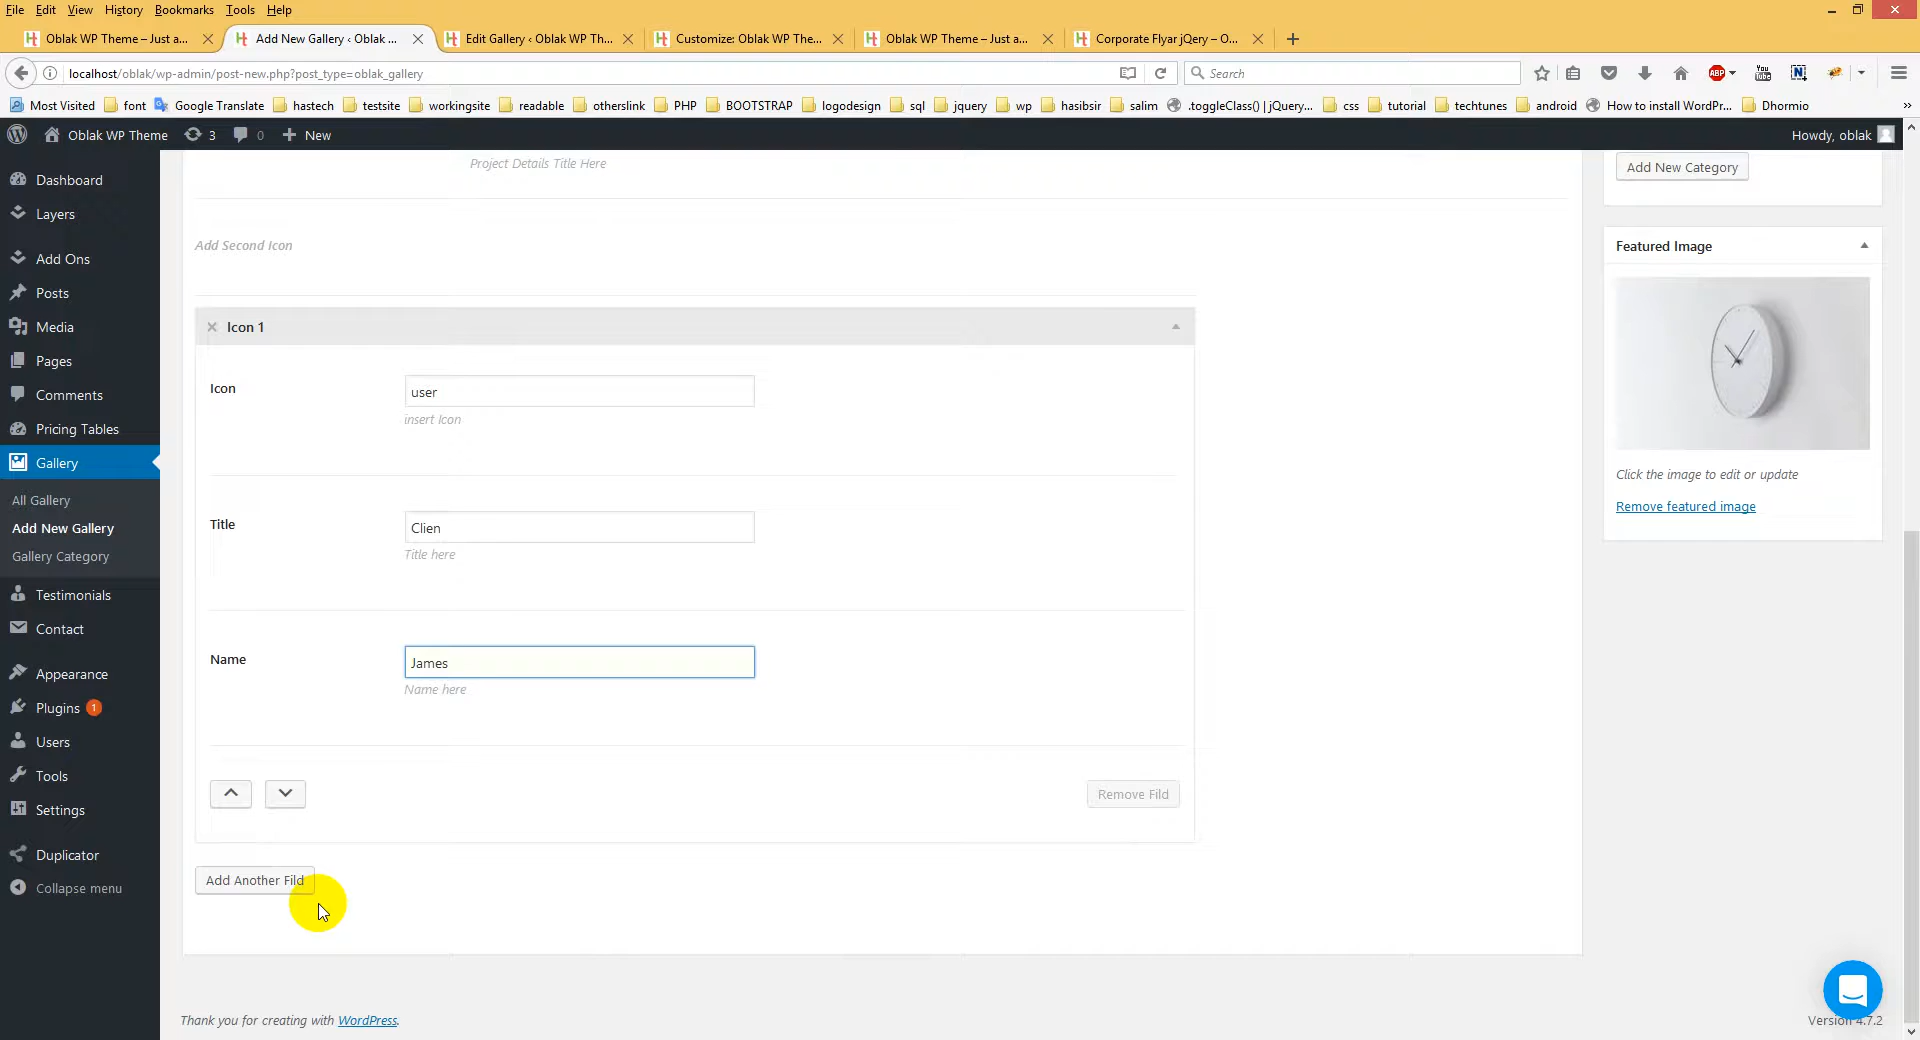 File Edit View History Bookmarks Tools Help
Oblak WP Theme – Just a...
Add New Gallery ‹ Oblak ...
Edit Gallery ‹ Oblak WP Th...
Customize: Oblak WP The...
Oblak WP Theme – Just a...
Corporate Flyar jQery – O...
localhost/oblak/wp-admin/post-new.php?post_type=oblak_gallery
Search
ABP
You Tube
Most Visited font Google Translate hastech testsite workingsite readable otherslink PHP BOOTSTRAP logodesign sql jquery wp hasibsir salim .toggleClass() | jQuery... css tutorial techtunes android How to install WordPr... Dhormio »
Oblak WP Theme 3 0 New
Howdy, oblak
Dashboard
Layers
Add Ons
Posts
Media
Pages
Comments
Pricing Tables
Gallery
All Gallery
Add New Gallery
Gallery Category
Testimonials
Contact
Appearance
Plugins 1
Users
Tools
Settings
Duplicator
Collapse menu
Project Details Title Here
Add Second Icon
Icon 1
Icon
user
insert Icon
Title
Clien
Title here
Name
James
Name here
Remove Fild
Add Another Fild
Add New Category
Featured Image
Click the image to edit or update
Remove featured image
Thank you for creating with WordPress.
Version 4.7.2